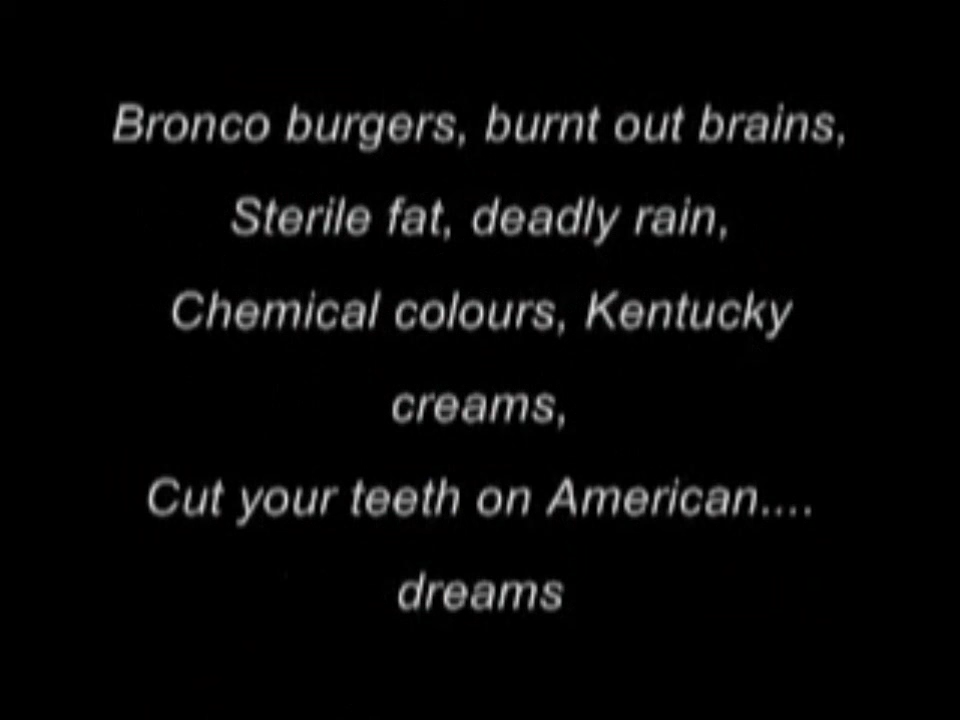 Bronco burgers, burnt out brains,
Sterile fat, deadly rain,
Chemical colours, Kentucky
creams,
Cut your teeth on American....
dreams